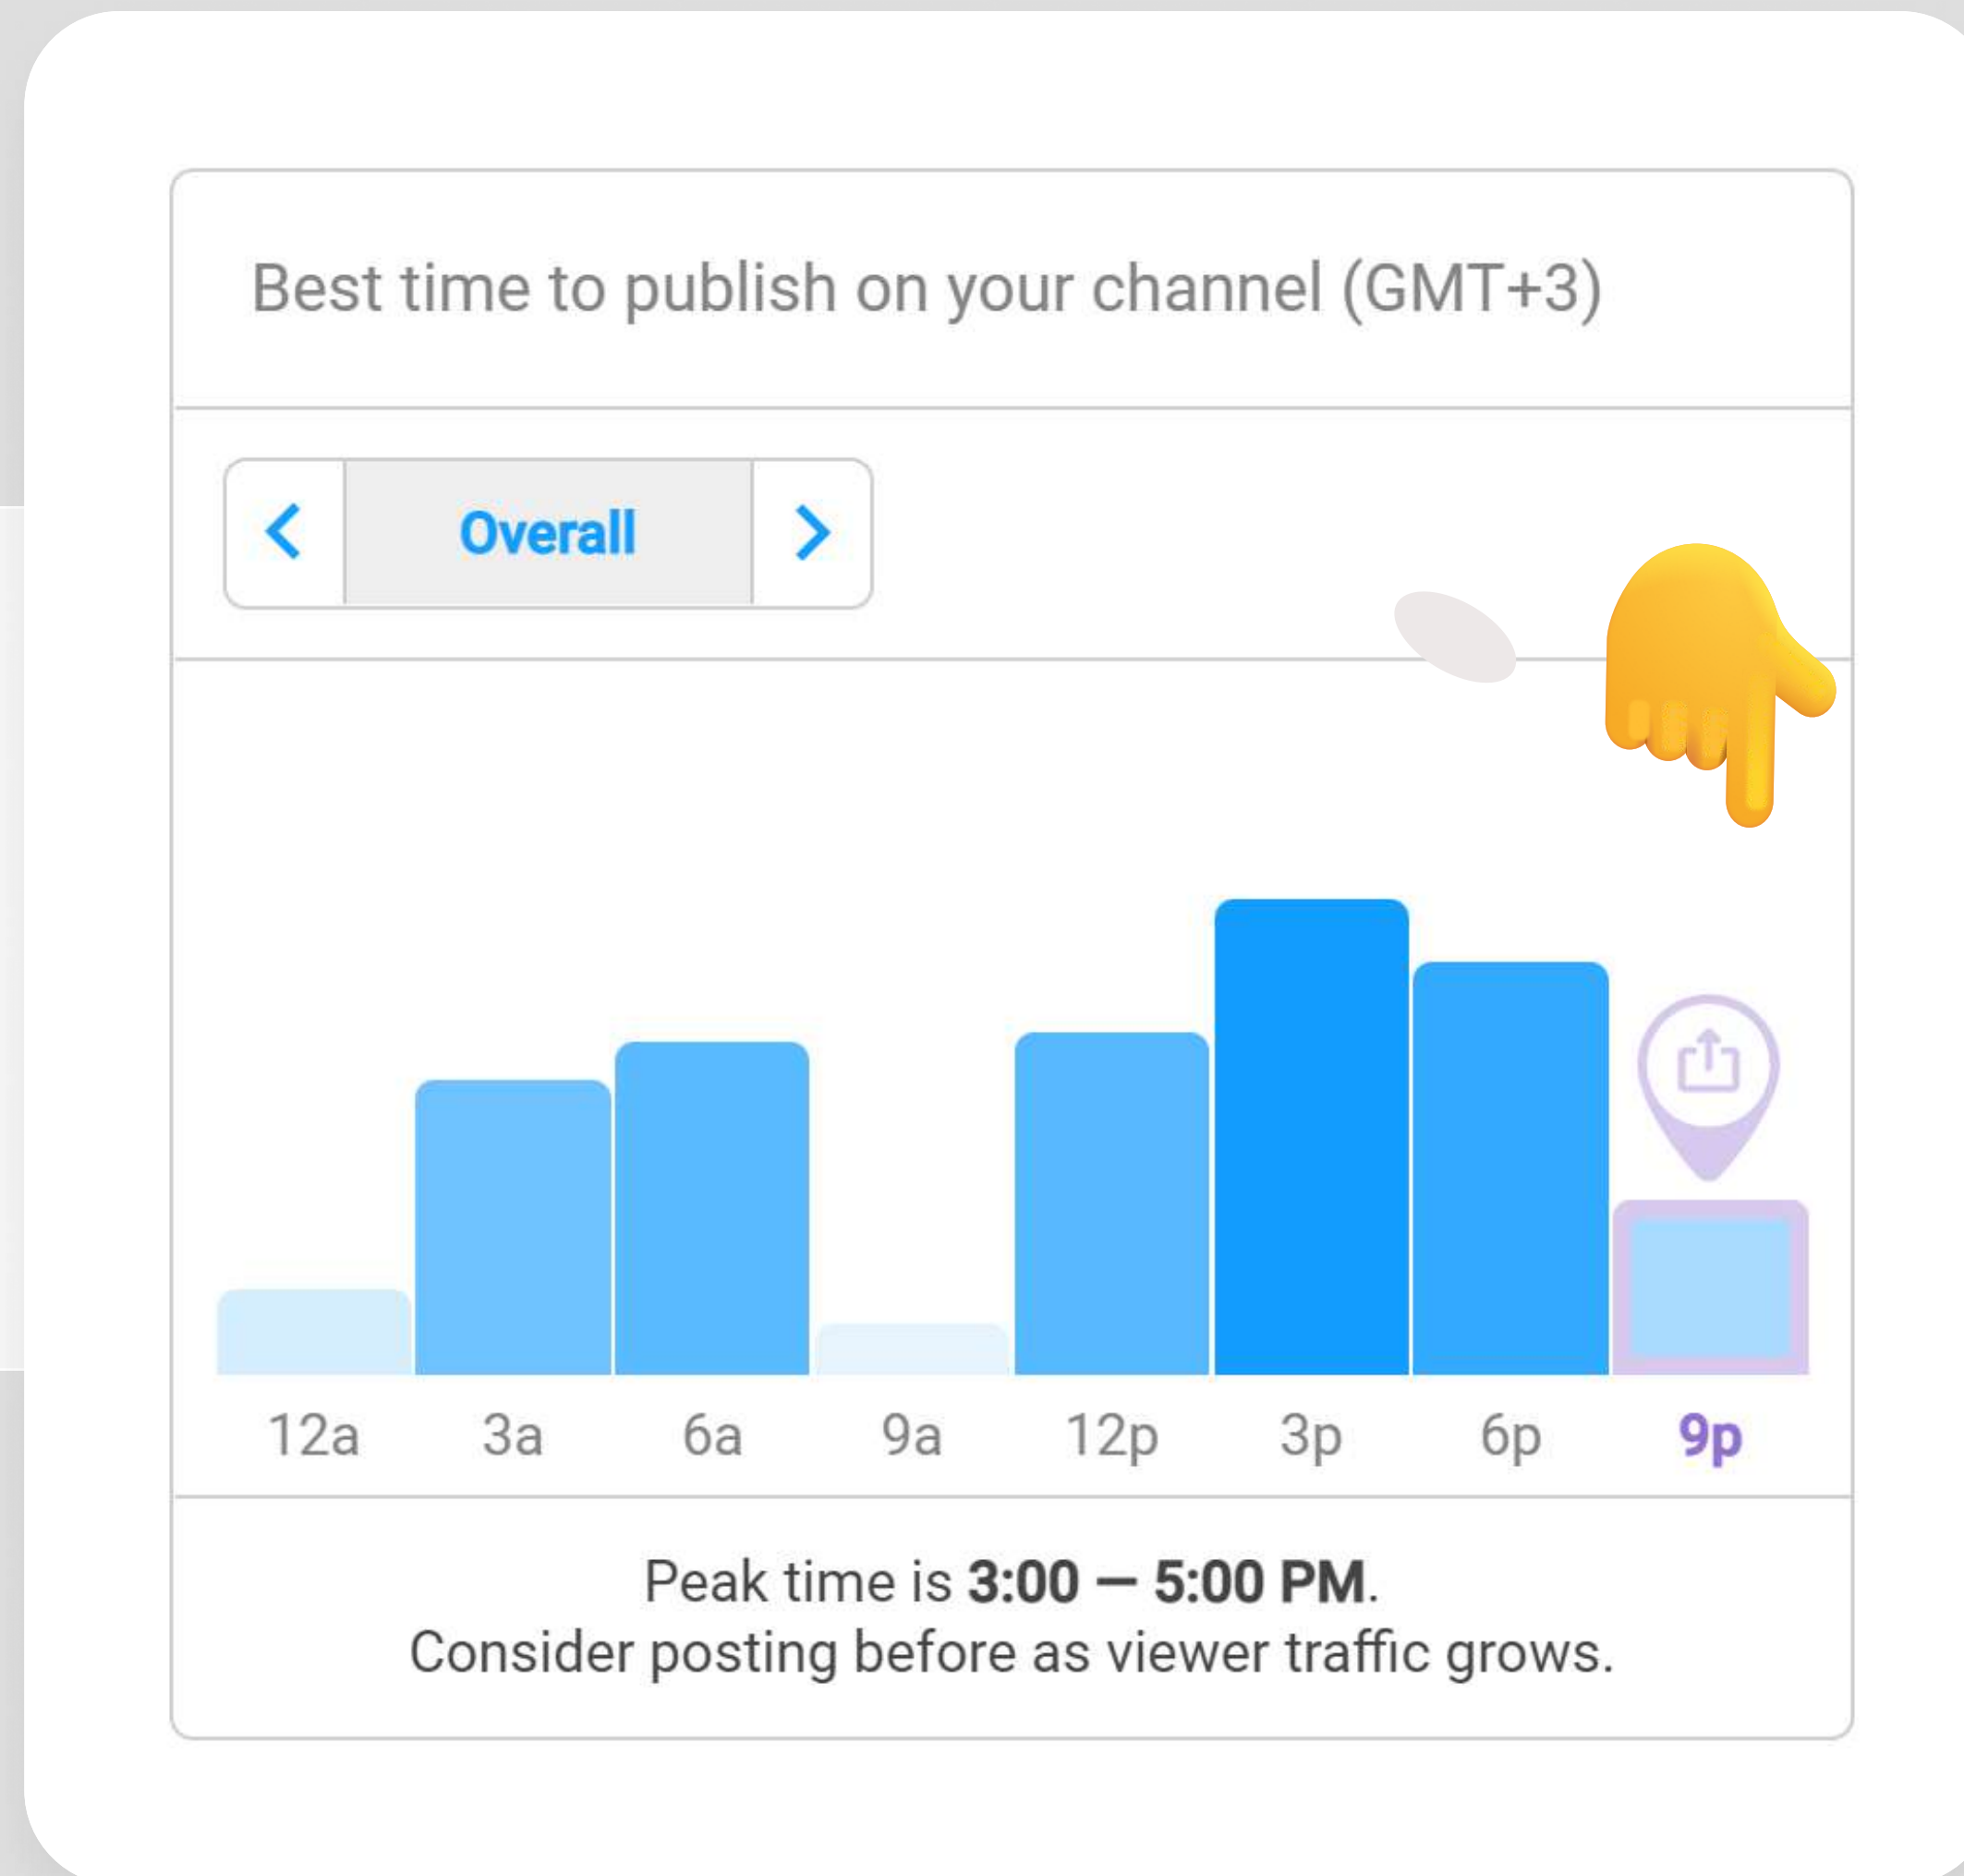 Best time to publish on your channel (GMT+3)
Overall
12a 3a 6a 9a 12p 3p 6p 9p
Peak time is 3:00 — 5:00 PM.
Consider posting before as viewer traffic grows.